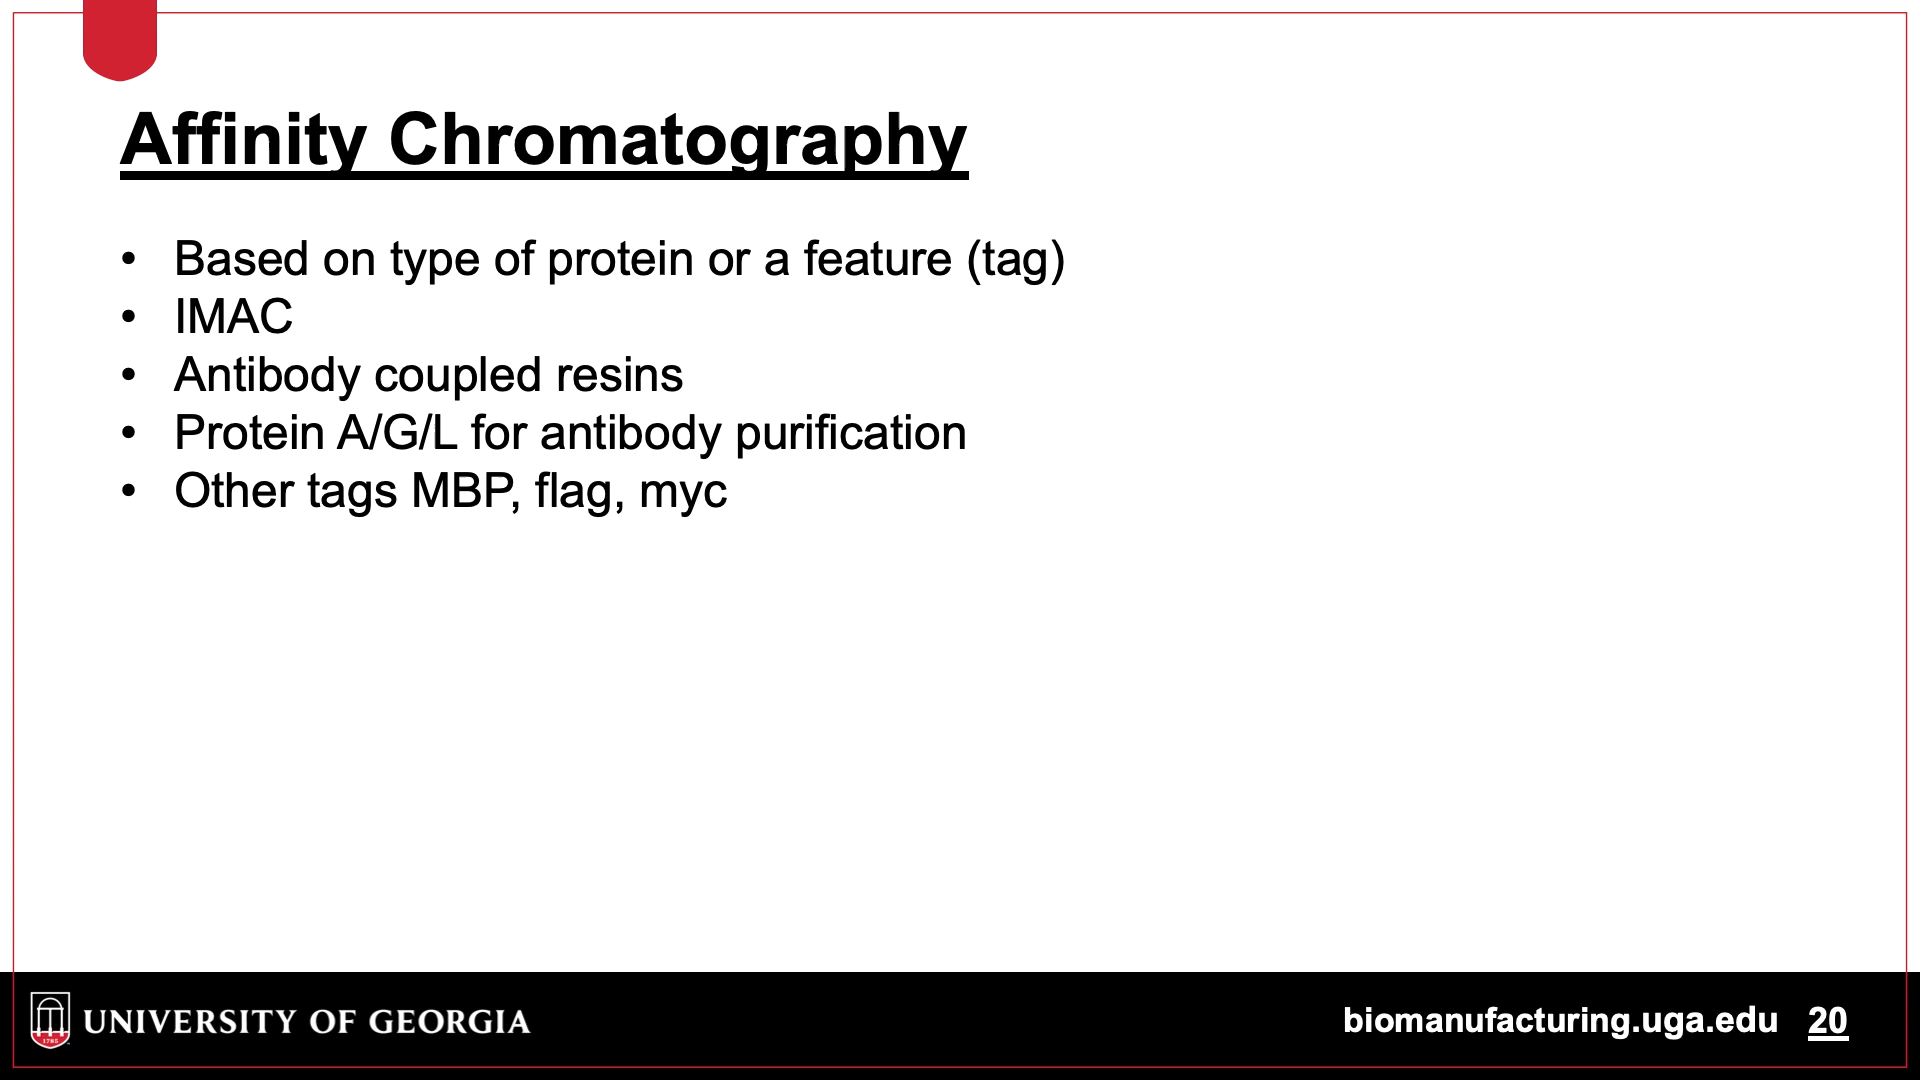 Affinity Chromatography
• Based on type of protein or a feature (tag)
• IMAC
• Antibody coupled resins
• Protein A/G/L for antibody purification
• Other tags MBP, flag, myc
1785
UNIVERSITY OF GEORGIA
biomanufacturing.uga.edu 20